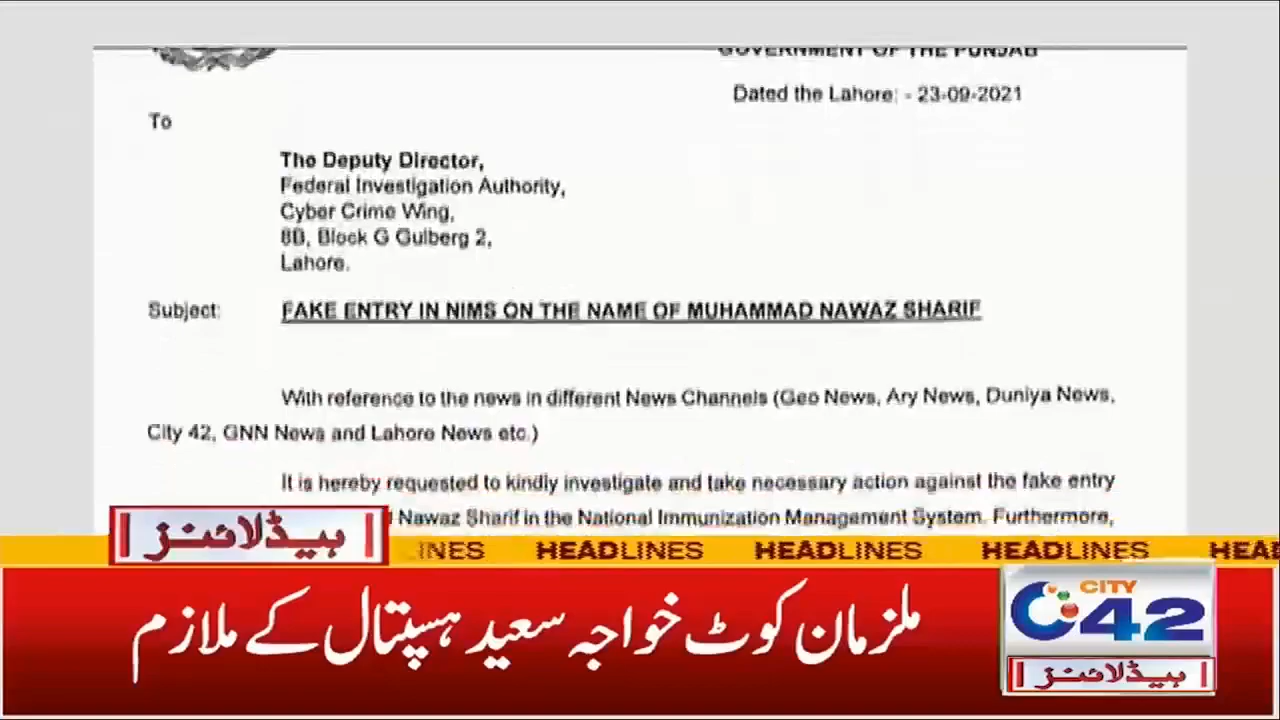 GOVERNMENT OF THE PUNJAB
Dated the Lahore: - 23-09-2021
To
The Deputy Director,
Federal Investigation Authority,
Cyber Crime Wing,
8B, Block G Gulberg 2,
Lahore.
Subject: FAKE ENTRY IN NIMS ON THE NAME OF MUHAMMAD NAWAZ SHARIF
With reference to the news in different News Channels (Geo News, Ary News, Duniya News,
City 42, GNN News and Lahore News etc.)
It is hereby requested to kindly investigate and take necessary action against the fake entry
Nawaz Sharif in the National Immunization Management System. Furthermore,
ہیڈلائنز
INES HEADLINES HEADLINES HEADLINES HEAD
ملزمان کوٹ خواجہ سعید ہسپتال کے ملازم
CITY
42
ہیڈلائنز